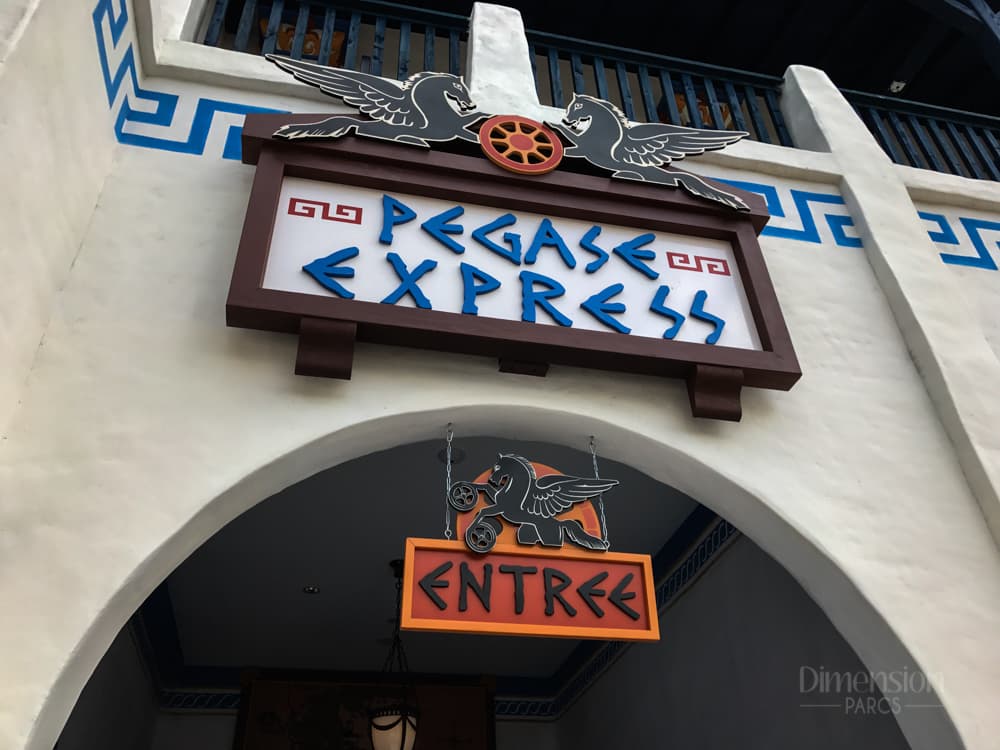 PEGASE
EXPRESS
ENTREE
Dimension
PARCS